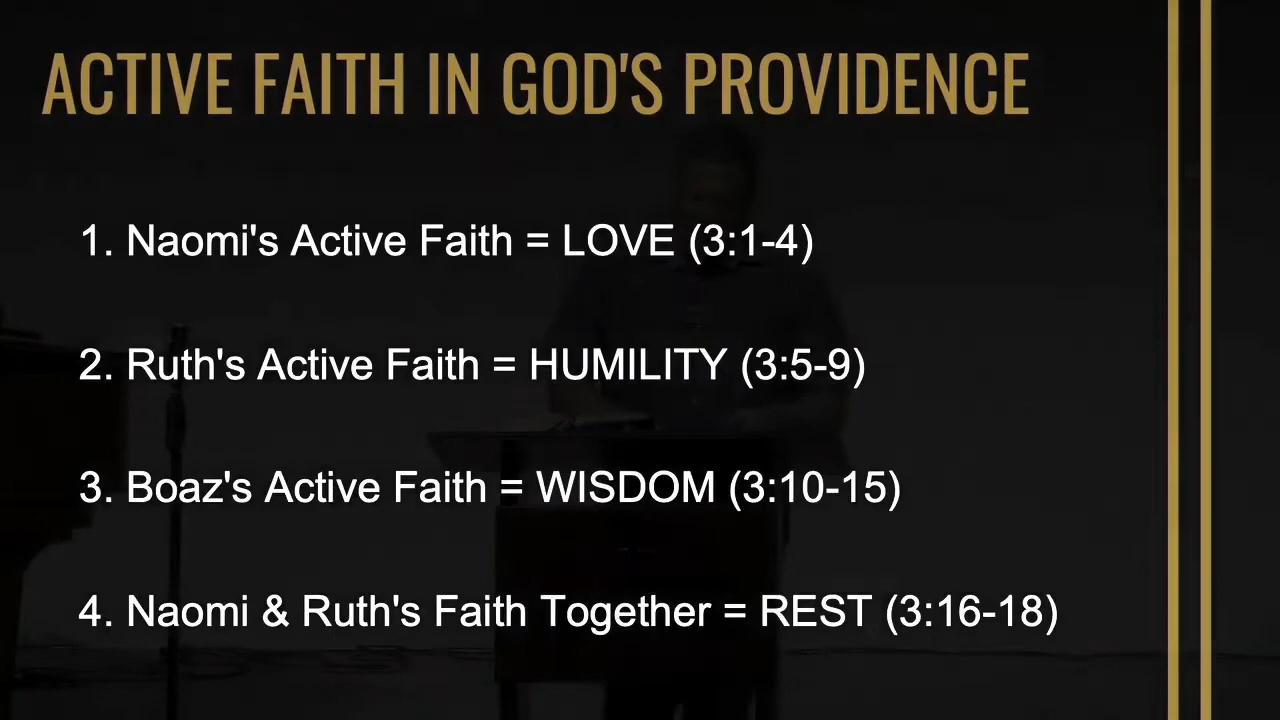 ACTIVE FAITH IN GOD'S PROVIDENCE
1. Naomi's Active Faith = LOVE (3:1-4)
2. Ruth's Active Faith = HUMILITY (3:5-9)
3. Boaz's Active Faith = WISDOM (3:10-15)
4. Naomi & Ruth's Faith Together = REST (3:16-18)